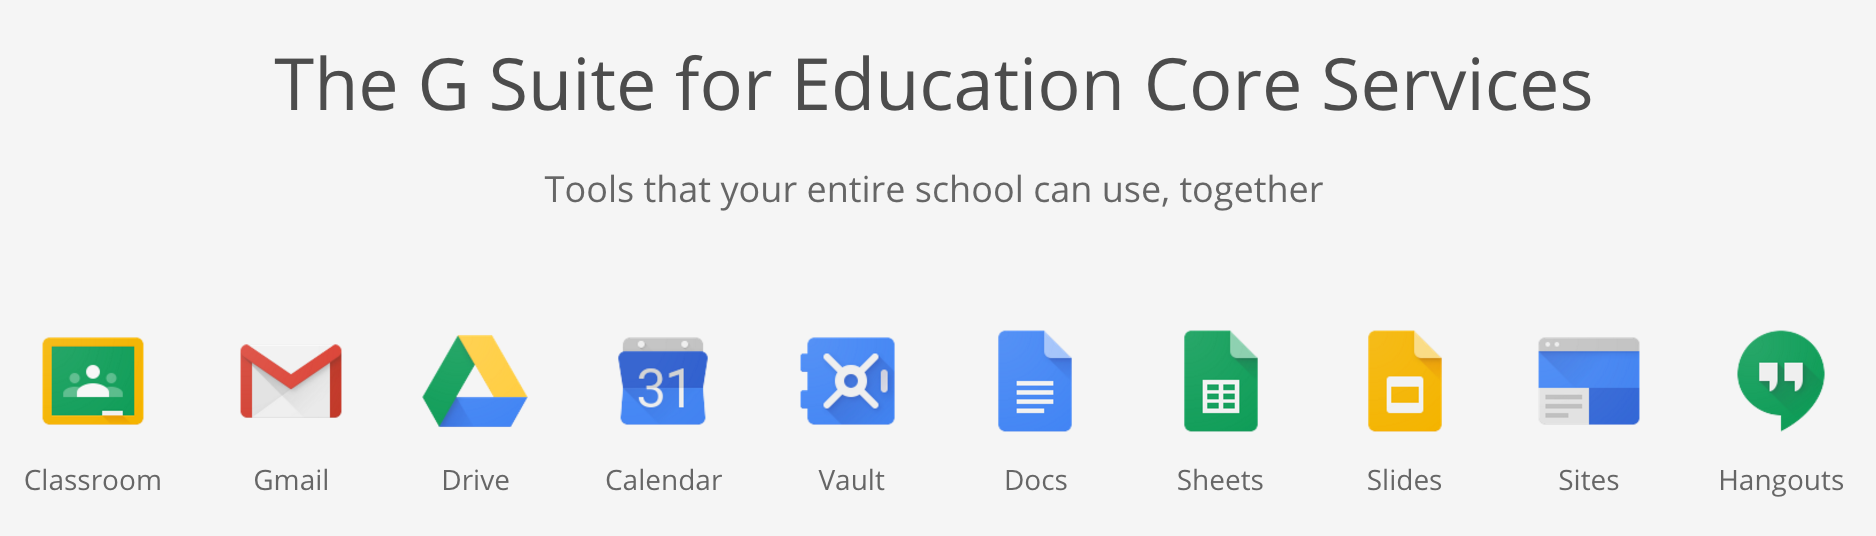 The G Suite for Education Core Services
Tools that your entire school can use, together
31
Classroom Gmail Drive Calendar Vault Docs Sheets Slides Sites Hangouts